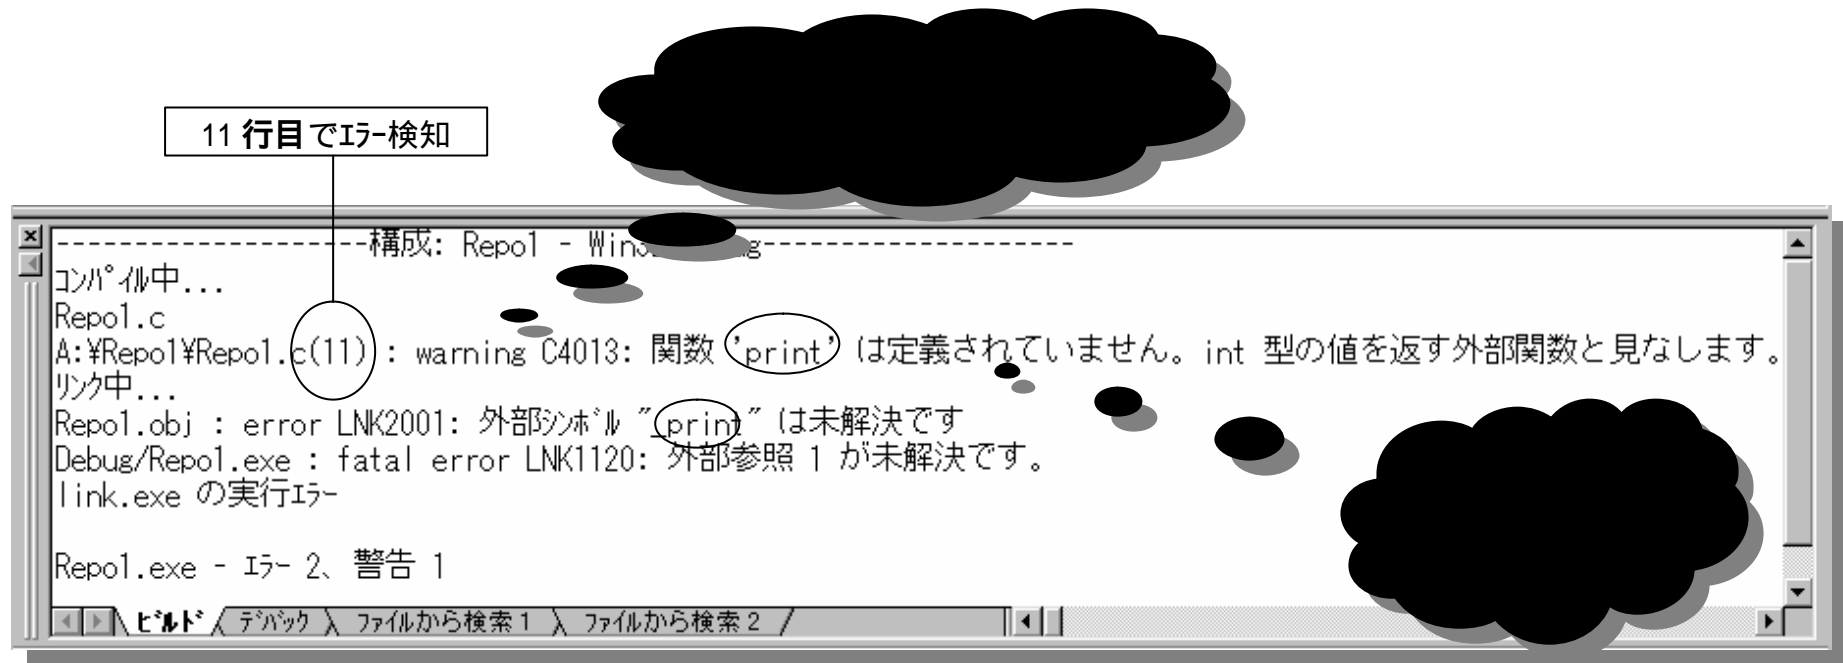 11 行目でｴﾗｰ検知
--------------------構成: Repo1 - Win3 g--------------------
ｺﾝﾊﾟｲﾙ中...
Repo1.c
A:¥Repo1¥Repo1.c(11) : warning C4013: 関数 'print' は定義されていません。int 型の値を返す外部関数と見なします。
ﾘﾝｸ中...
Repo1.obj : error LNK2001: 外部ｼﾝﾎﾞﾙ "_print" は未解決です
Debug/Repo1.exe : fatal error LNK1120: 外部参照 1 が未解決です。
link.exe の実行ｴﾗｰ
Repo1.exe - ｴﾗｰ 2、警告 1
ﾋﾞﾙﾄﾞ ﾃﾞﾊﾞｯｸ ﾌｧｲﾙから検索 1 ﾌｧｲﾙから検索 2